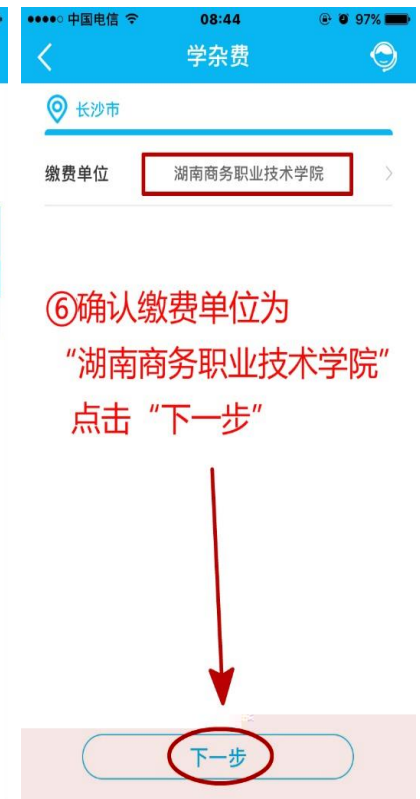 中国电信 08:44 97%
学杂费
长沙市
缴费单位 湖南商务职业技术学院
⑥确认缴费单位为
“湖南商务职业技术学院”
点击“下一步”
下一步